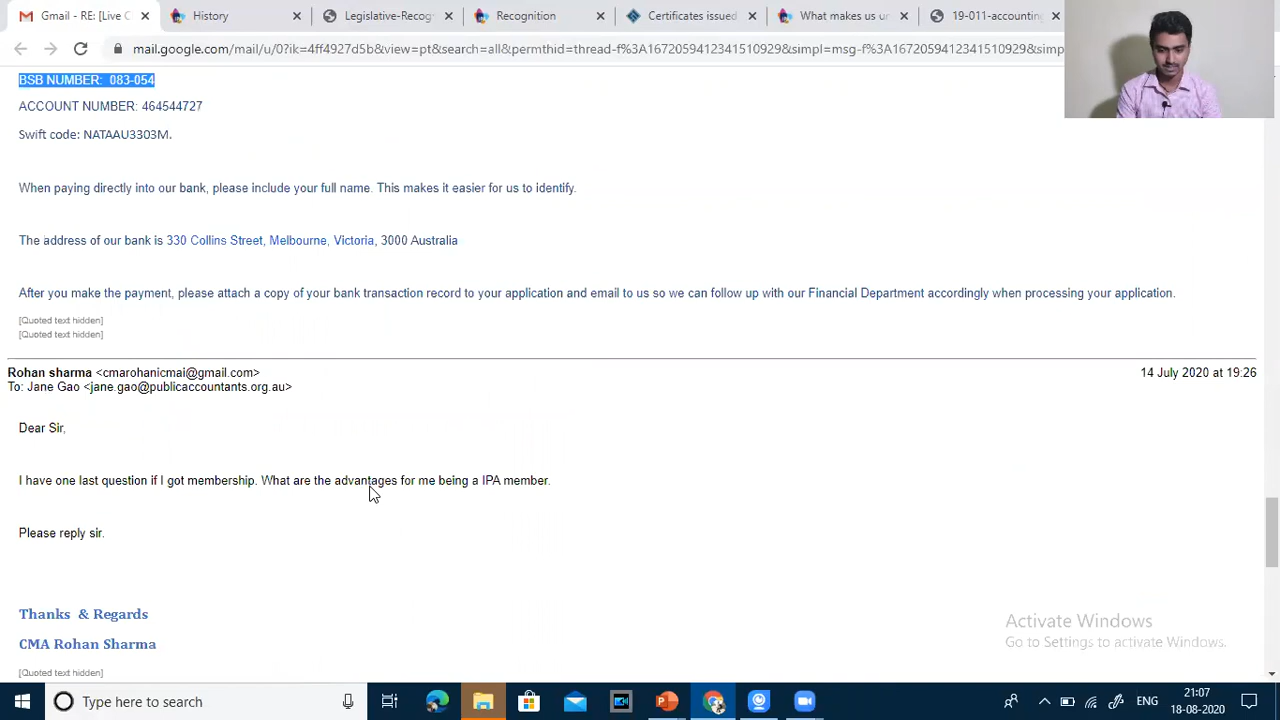 Gmail - RE: [Live C
History
Legislative-Recog
Recognition
Certificates issued
What makes us un
19-011-accounting
mail.google.com/mail/u/0?ik=4ff4927d5b&view=pt&search=all&permthid=thread-f%3A1672059412341510929&simpl=msg-f%3A1672059412341510929&simp
BSB NUMBER: 083-054
ACCOUNT NUMBER: 464544727
Swift code: NATAAU3303M.
When paying directly into our bank, please include your full name. This makes it easier for us to identify.
The address of our bank is 330 Collins Street, Melbourne, Victoria, 3000 Australia
After you make the payment, please attach a copy of your bank transaction record to your application and email to us so we can follow up with our Financial Department accordingly when processing your application.
[Quoted text hidden]
[Quoted text hidden]
Rohan sharma <cmarohanicmai@gmail.com>
14 July 2020 at 19:26
To: Jane Gao <jane.gao@publicaccountants.org.au>
Dear Sir,
I have one last question if I got membership. What are the advantages for me being a IPA member.
Please reply sir.
Thanks & Regards
CMA Rohan Sharma
[Quoted text hidden]
Activate Windows
Go to Settings to activate Windows.
Type here to search
ENG
21:07
18-08-2020